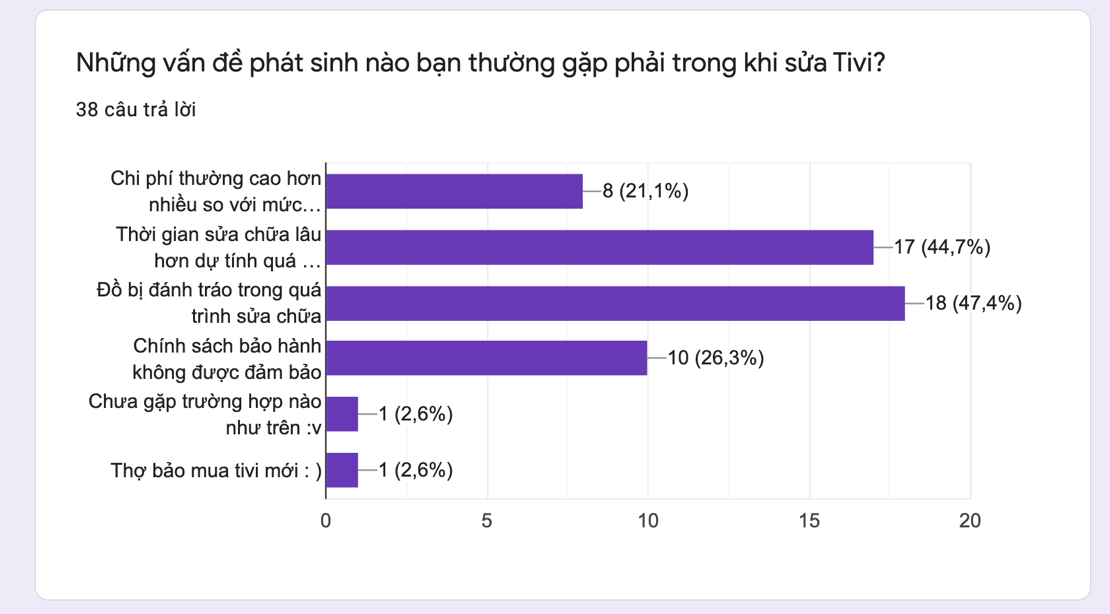 Những vấn đề phát sinh nào bạn thường gặp phải trong khi sửa Tivi?
38 câu trả lời
Chi phí thường cao hơn
nhiều so với mức...
8 (21,1%)
Thời gian sửa chữa lâu
hơn dự tính quá ...
17 (44,7%)
Đồ bị đánh tráo trong quá
trình sửa chữa
18 (47,4%)
Chính sách bảo hành
không được đảm bảo
10 (26,3%)
Chưa gặp trường hợp nào
như trên :v
1 (2,6%)
Thợ bảo mua tivi mới : )
1 (2,6%)
0
5
10
15
20